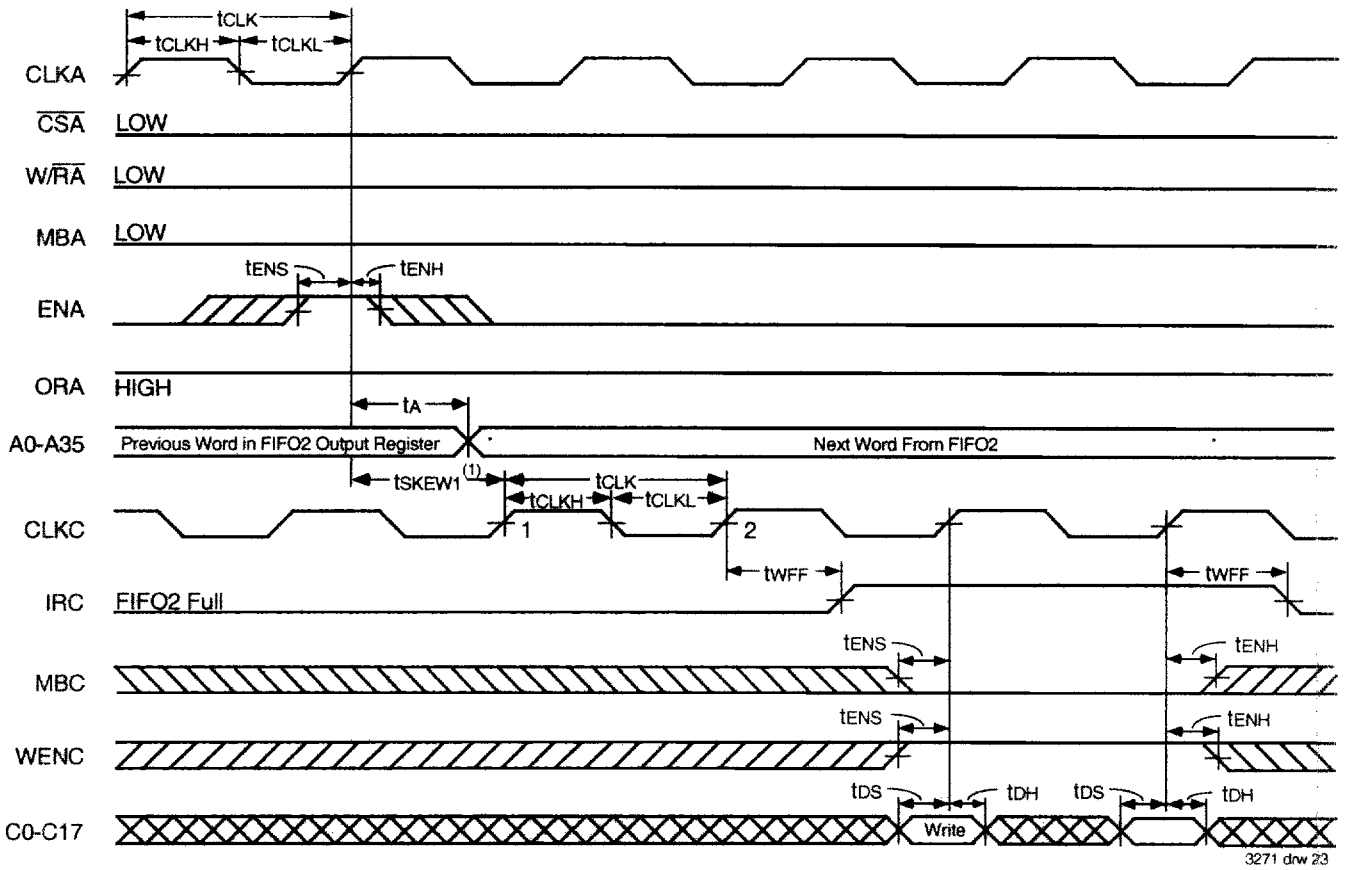 tCLK
tCLKH tCLKL
CLKA
CSA LOW
W/RA LOW
MBA LOW
tENS tENH
ENA
ORA HIGH
tA
A0-A35 Previous Word in FIFO2 Output Register Next Word From FIFO2
tSKEW1(1) tCLK
tCLKH tCLKL
CLKC 1 2
tWFF tWFF
IRC FIFO2 Full
tENS tENH
MBC
tENS tENH
WENC
tDS tDH tDS tDH
C0-C17 Write
3271 drw 23